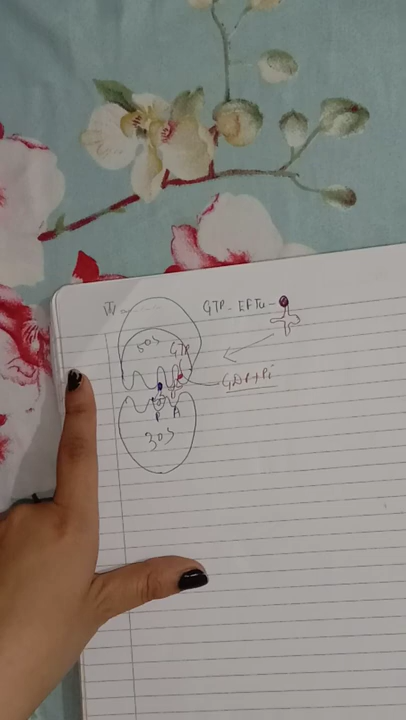 GTP - EFTu -
50s
GTP
GDP+Pi
P A
30s